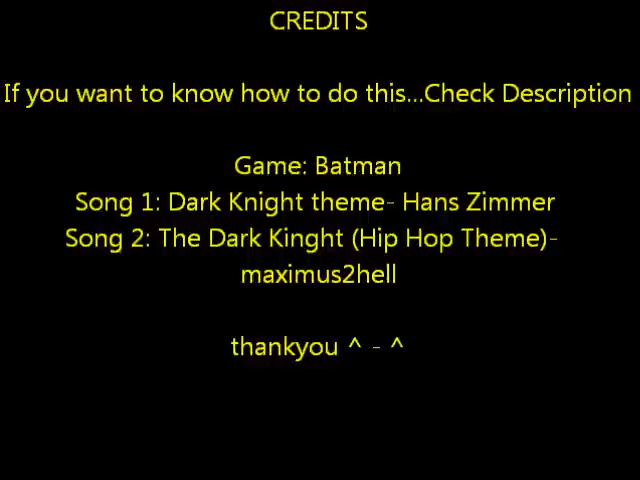 CREDITS
If you want to know how to do this...Check Description
Game: Batman
Song 1: Dark Knight theme- Hans Zimmer
Song 2: The Dark Kinght (Hip Hop Theme)-
maximus2hell
thankyou ^ - ^